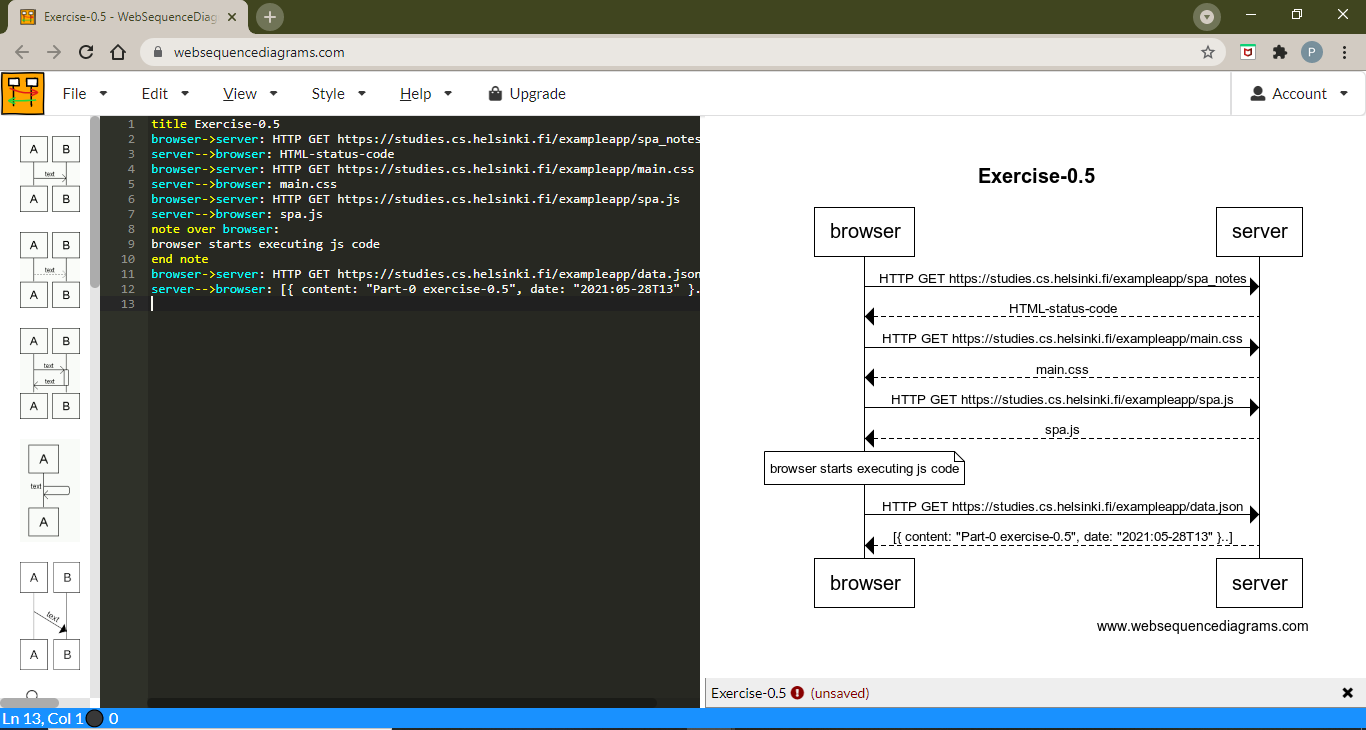 Exercise-0.5 - WebSequenceDiag
websequencediagrams.com
P
File Edit View Style Help Upgrade Account
A B
text
A B
A B
text
A B
A B
text
text
A B
A
text
A
A B
text
A B
1 title Exercise-0.5
2 browser->server: HTTP GET https://studies.cs.helsinki.fi/exampleapp/spa_notes
3 server-->browser: HTML-status-code
4 browser->server: HTTP GET https://studies.cs.helsinki.fi/exampleapp/main.css
5 server-->browser: main.css
6 browser->server: HTTP GET https://studies.cs.helsinki.fi/exampleapp/spa.js
7 server-->browser: spa.js
8 note over browser:
9 browser starts executing js code
10 end note
11 browser->server: HTTP GET https://studies.cs.helsinki.fi/exampleapp/data.json
12 server-->browser: [{ content: "Part-0 exercise-0.5", date: "2021:05-28T13" }.
13
Exercise-0.5
browser server
HTTP GET https://studies.cs.helsinki.fi/exampleapp/spa_notes
HTML-status-code
HTTP GET https://studies.cs.helsinki.fi/exampleapp/main.css
main.css
HTTP GET https://studies.cs.helsinki.fi/exampleapp/spa.js
spa.js
browser starts executing js code
HTTP GET https://studies.cs.helsinki.fi/exampleapp/data.json
[{ content: "Part-0 exercise-0.5", date: "2021:05-28T13" }..]
browser server
www.websequencediagrams.com
Exercise-0.5 (unsaved)
Ln 13, Col 1 0